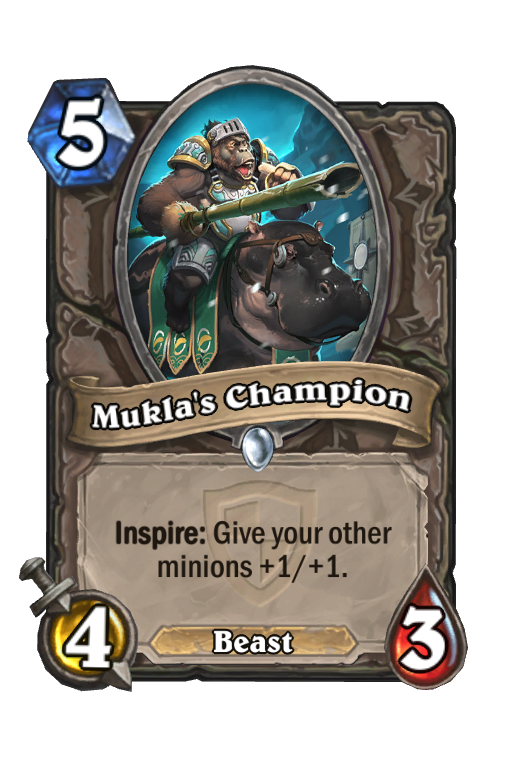 5
Mukla's Champion
Inspire: Give your other
minions +1/+1.
4
Beast
3